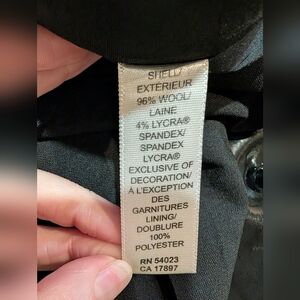 SHELL/
EXTÉRIEUR
96% WOOL/
LAINE
4% LYCRA®
SPANDEX/
SPANDEX
LYCRA®
EXCLUSIVE OF
DECORATION/
À L'EXCEPTION
DES
GARNITURES
LINING/
DOUBLURE
100%
POLYESTER
RN 54023
CA 17897